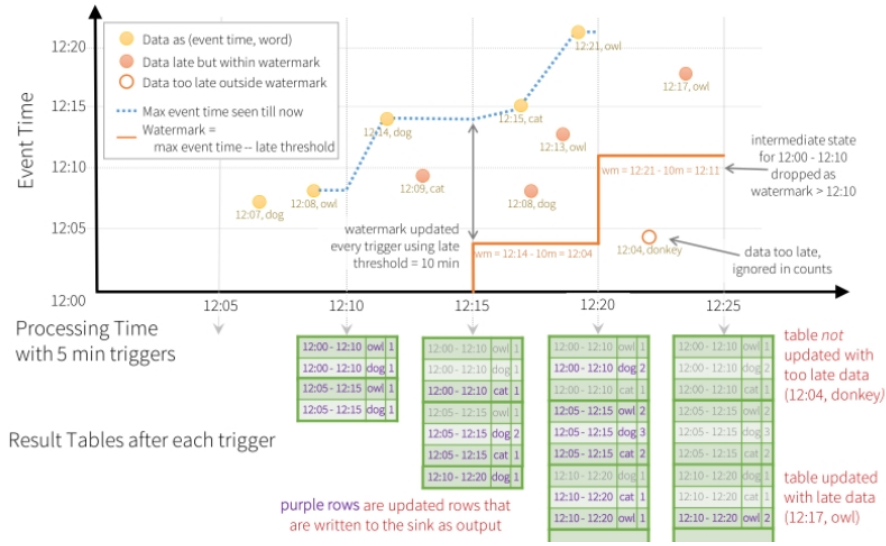 12:20
12:15
12:10
12:05
12:00
Event Time
Data as (event time, word)
Data late but within watermark
Data too late outside watermark
Max event time seen till now
Watermark =
max event time -- late threshold
12:07, dog
12:08, owl
12:14, dog
12:09, cat
12:15, cat
12:13, owl
12:08, dog
12:21, owl
12:17, owl
12:04, donkey
watermark updated
every trigger using late
threshold = 10 min
wm = 12:14 - 10m = 12:04
wm = 12:21 - 10m = 12:11
intermediate state
for 12:00 - 12:10
dropped as
watermark > 12:10
data too late,
ignored in counts
12:05
12:10
12:15
12:20
12:25
Processing Time
with 5 min triggers
Result Tables after each trigger
12:00 - 12:10 owl 1
12:00 - 12:10 dog 1
12:05 - 12:15 owl 1
12:05 - 12:15 dog 1
12:00 - 12:10 owl 1
12:00 - 12:10 dog 1
12:00 - 12:10 cat 1
12:05 - 12:15 owl 1
12:05 - 12:15 dog 2
12:05 - 12:15 cat 1
12:10 - 12:20 dog 1
12:00 - 12:10 owl 1
12:00 - 12:10 dog 2
12:00 - 12:10 cat 1
12:05 - 12:15 owl 2
12:05 - 12:15 dog 3
12:05 - 12:15 cat 2
12:10 - 12:20 dog 1
12:10 - 12:20 cat 1
12:10 - 12:20 owl 1
12:00 - 12:10 owl 1
12:00 - 12:10 dog 2
12:00 - 12:10 cat 1
12:05 - 12:15 owl 2
12:05 - 12:15 dog 3
12:05 - 12:15 cat 2
12:10 - 12:20 dog 1
12:10 - 12:20 cat 1
12:10 - 12:20 owl 2
purple rows are updated rows that
are written to the sink as output
table not
updated with
too late data
(12:04, donkey)
table updated
with late data
(12:17, owl)